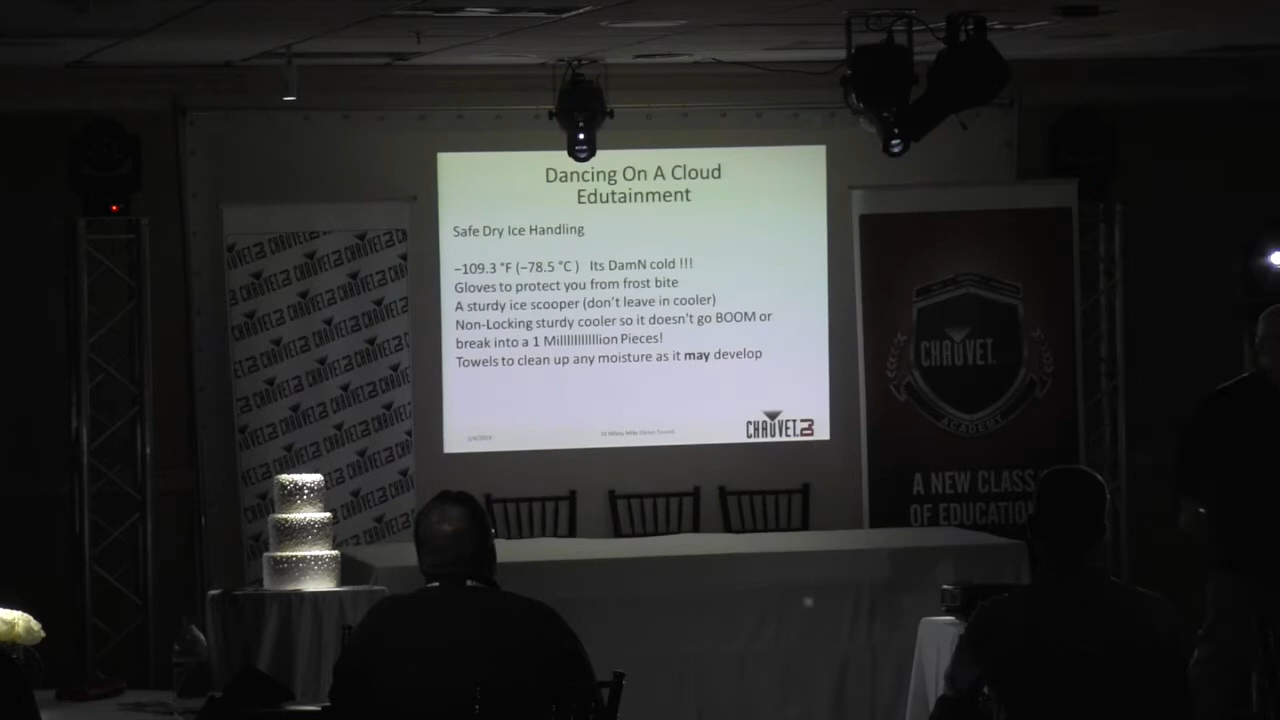 Dancing On A Cloud
Edutainment
Safe Dry Ice Handling
−109.3 °F (−78.5 °C ) Its DamN cold !!!
Gloves to protect you from frost bite
A sturdy ice scooper (don't leave in cooler)
Non-Locking sturdy cooler so it doesn't go BOOM or
break into a 1 Milllllllllllion Pieces!
Towels to clean up any moisture as it may develop
CHAUVET
CHAUVET
ACADEMY
A NEW CLASS
OF EDUCATION